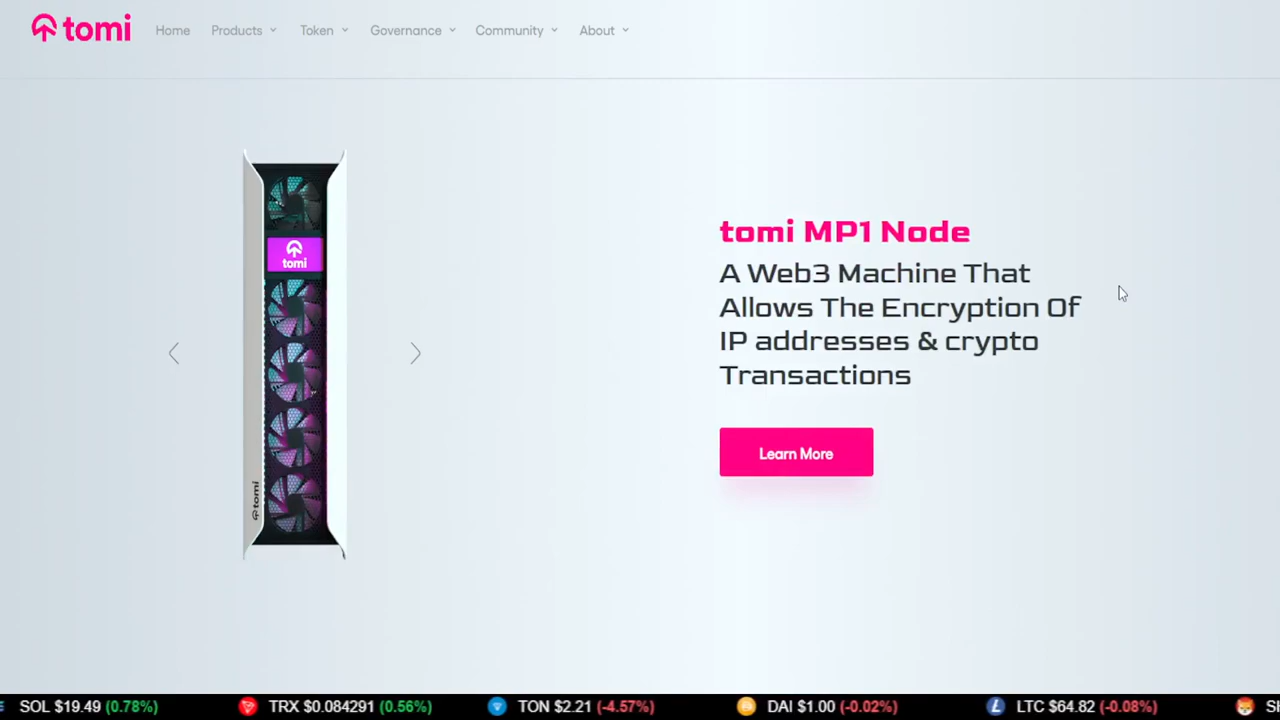 tomi
Home Products Token Governance Community About
tomi
tomi
tomi MP1 Node
A Web3 Machine That
Allows The Encryption Of
IP addresses & crypto
Transactions
Learn More
SOL $19.49 (0.78%) TRX $0.084291 (0.56%) TON $2.21 (-4.57%) DAI $1.00 (-0.02%) LTC $64.82 (-0.08%)